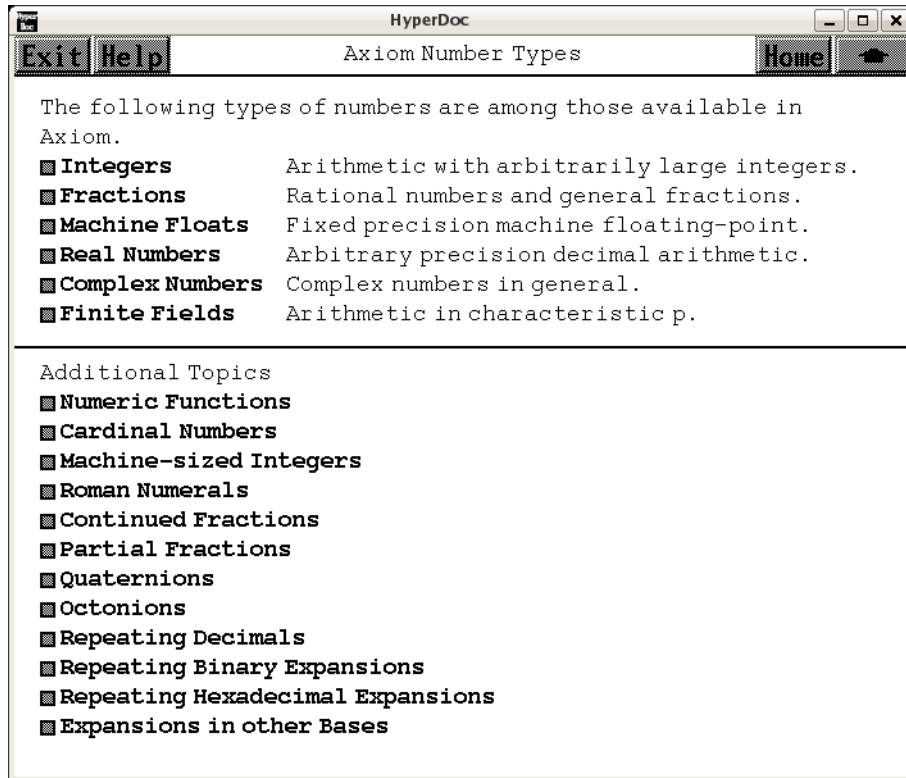 Hyper Doc
HyperDoc
Exit Help Axiom Number Types Home
The following types of numbers are among those available in
Axiom.
Integers Arithmetic with arbitrarily large integers.
Fractions Rational numbers and general fractions.
Machine Floats Fixed precision machine floating-point.
Real Numbers Arbitrary precision decimal arithmetic.
Complex Numbers Complex numbers in general.
Finite Fields Arithmetic in characteristic p.
Additional Topics
Numeric Functions
Cardinal Numbers
Machine-sized Integers
Roman Numerals
Continued Fractions
Partial Fractions
Quaternions
Octonions
Repeating Decimals
Repeating Binary Expansions
Repeating Hexadecimal Expansions
Expansions in other Bases